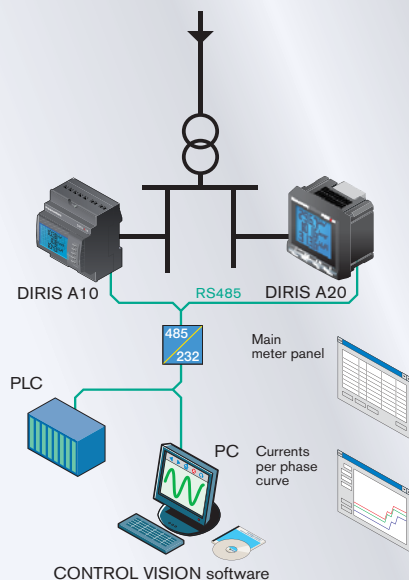 DIRIS A10
RS485
DIRIS A20
485
232
Main
meter panel
PLC
PC
Currents
per phase
curve
CONTROL VISION software